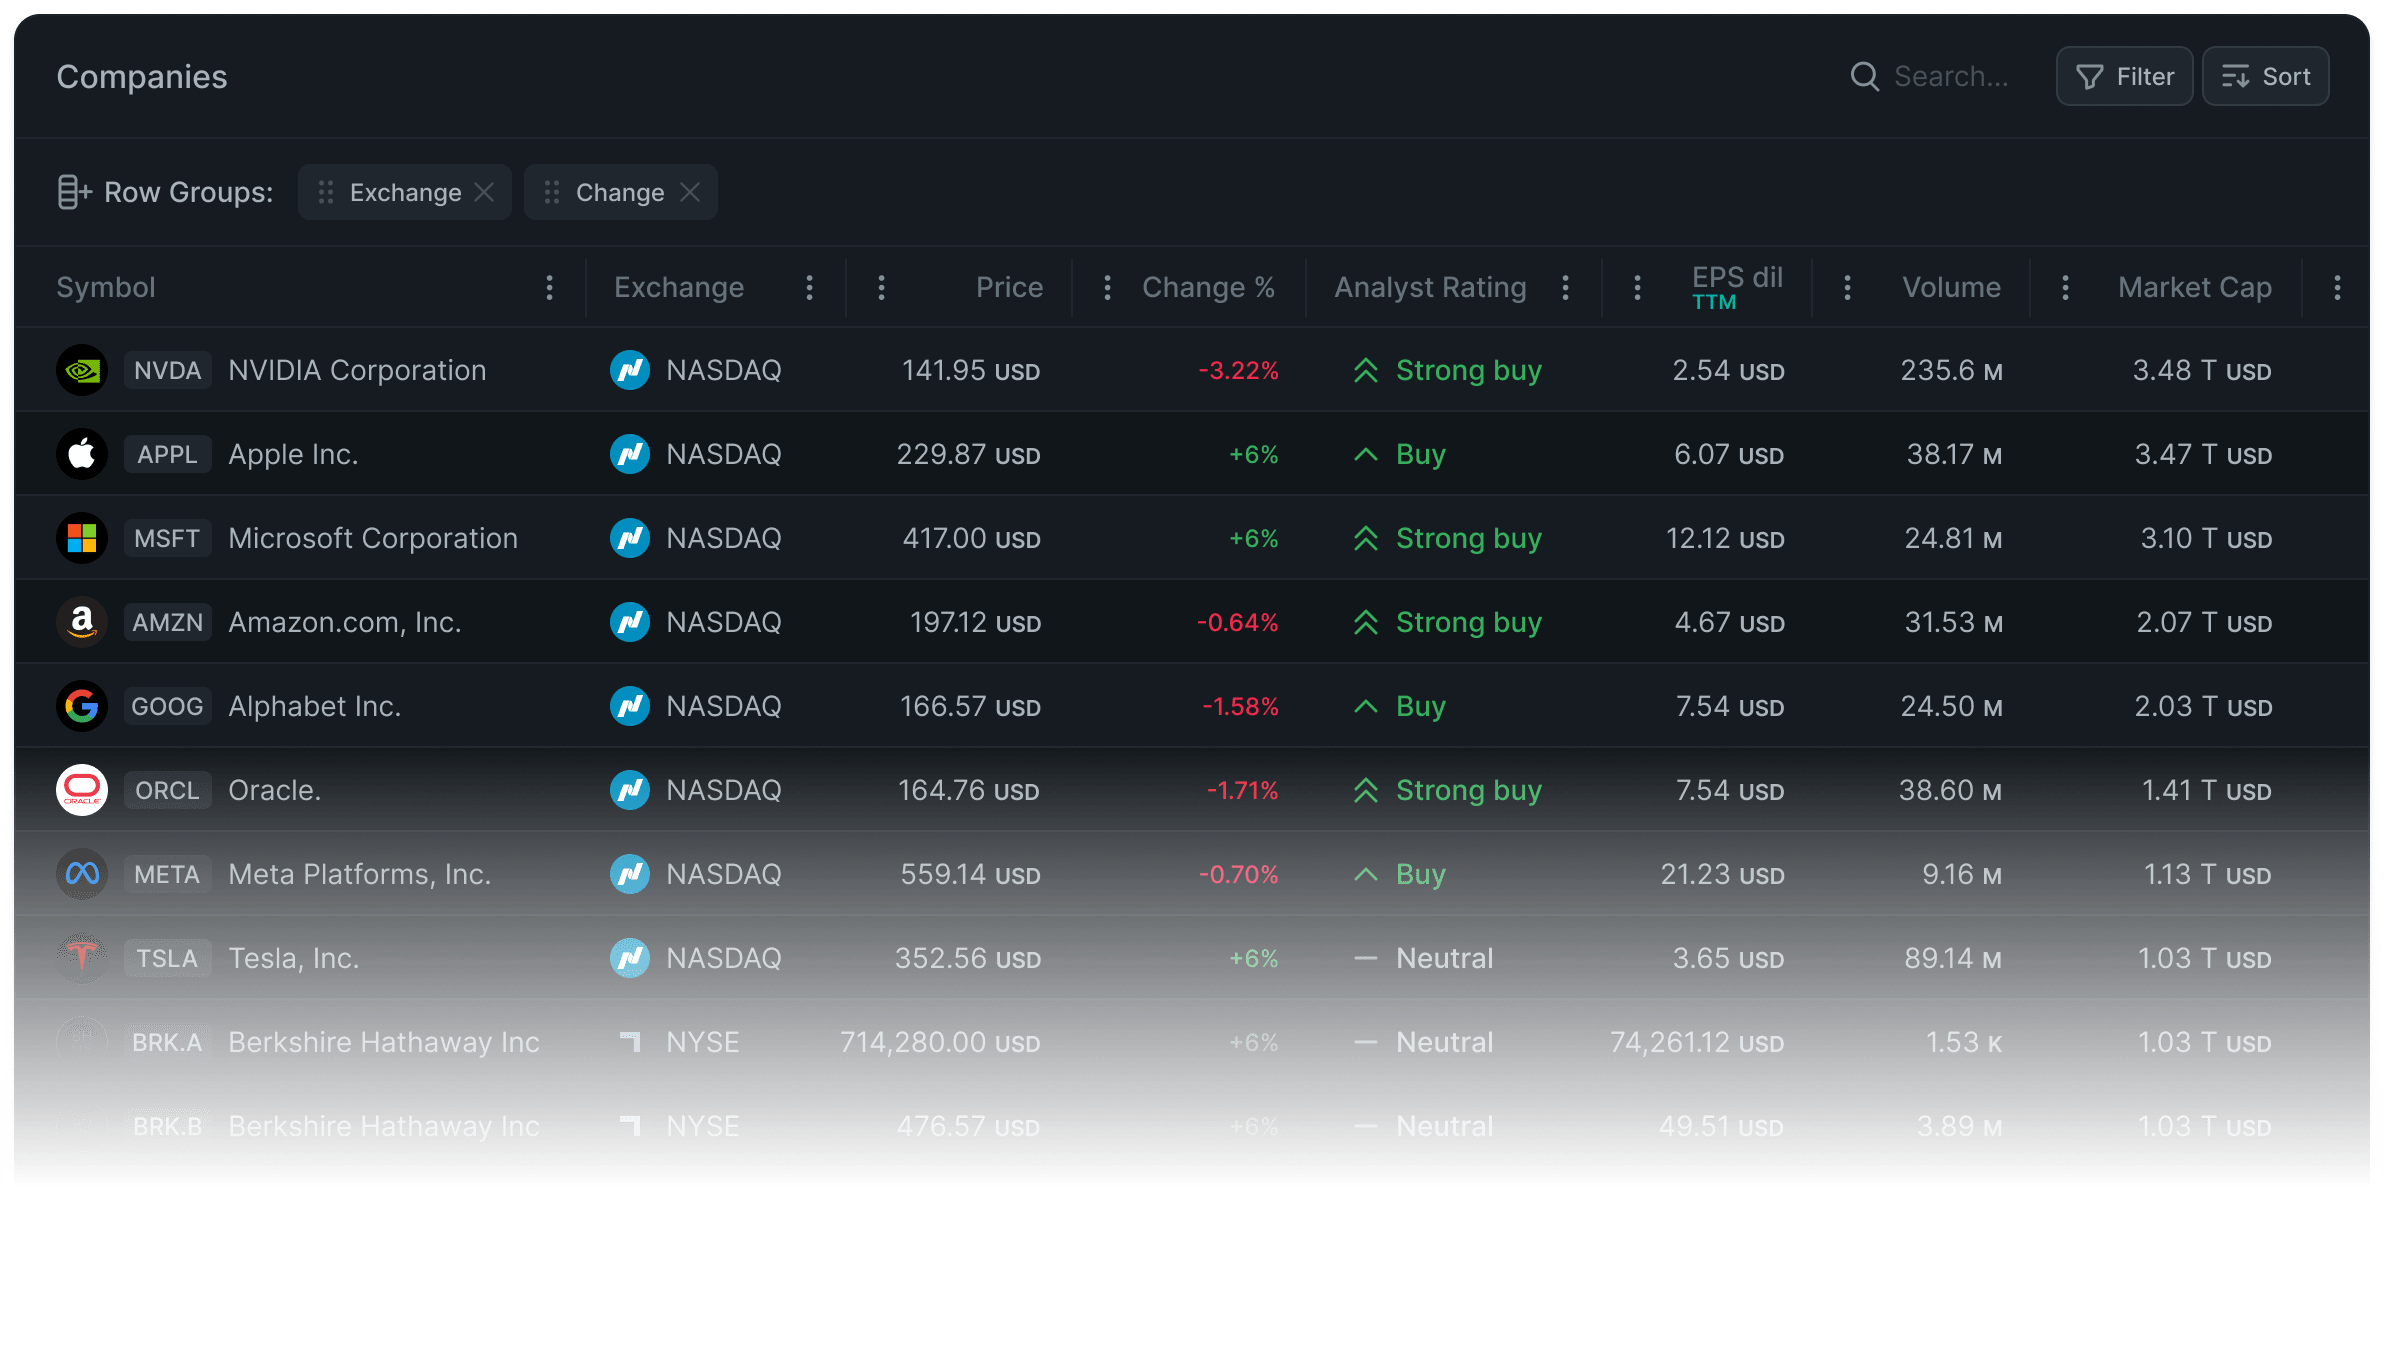 Companies Search... Filter Sort
Row Groups: Exchange Change
Symbol Exchange Price Change % Analyst Rating EPS dil TTM Volume Market Cap
NVDA NVIDIA Corporation NASDAQ 141.95 USD -3.22% Strong buy 2.54 USD 235.6 M 3.48 T USD
APPL Apple Inc. NASDAQ 229.87 USD +6% Buy 6.07 USD 38.17 M 3.47 T USD
MSFT Microsoft Corporation NASDAQ 417.00 USD +6% Strong buy 12.12 USD 24.81 M 3.10 T USD
AMZN Amazon.com, Inc. NASDAQ 197.12 USD -0.64% Strong buy 4.67 USD 31.53 M 2.07 T USD
GOOG Alphabet Inc. NASDAQ 166.57 USD -1.58% Buy 7.54 USD 24.50 M 2.03 T USD
ORACLE ORCL Oracle. NASDAQ 164.76 USD -1.71% Strong buy 7.54 USD 38.60 M 1.41 T USD
META Meta Platforms, Inc. NASDAQ 559.14 USD -0.70% Buy 21.23 USD 9.16 M 1.13 T USD
TSLA Tesla, Inc. NASDAQ 352.56 USD +6% Neutral 3.65 USD 89.14 M 1.03 T USD
BRK.A Berkshire Hathaway Inc NYSE 714,280.00 USD +6% Neutral 74,261.12 USD 1.53 K 1.03 T USD
BRK.B Berkshire Hathaway Inc NYSE 476.57 USD +6% Neutral 49.51 USD 3.89 M 1.03 T USD